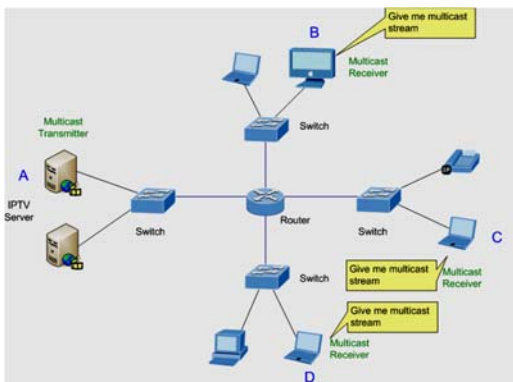 Give me multicast
stream
B
Multicast
Receiver
Multicast
Transmitter
Switch
A
IPTV
Server
Switch
Router
Switch
C
Switch
Give me multicast
stream
Multicast
Receiver
Give me multicast
stream
Multicast
Receiver
D